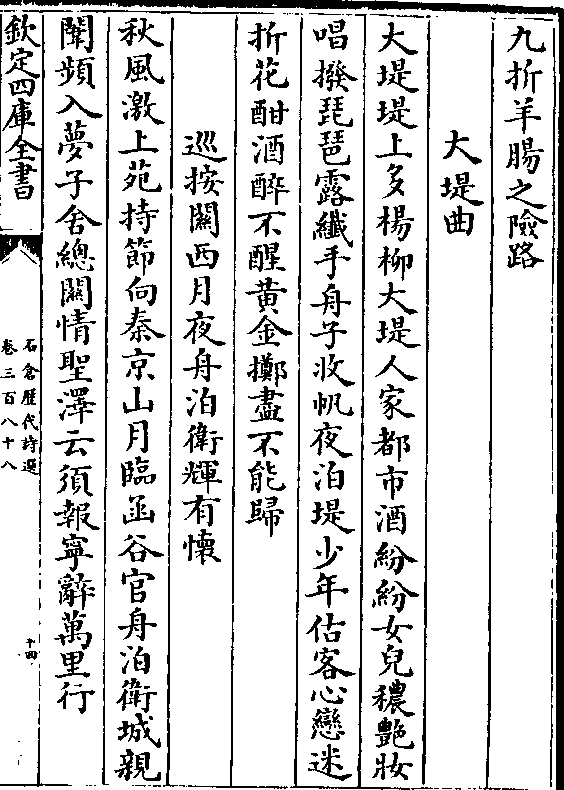 九折羊腸之險路
大堤曲
大堤堤上多楊柳大堤人家都市酒紛紛女兒穠艶妝
唱撥琵琶露纖手舟子收帆夜泊堤少年估客心戀迷
折花酣酒醉不醒黃金擲盡不能歸
巡按關西月夜舟泊衛輝有懷
秋風激上苑持節向秦京山月臨函谷官舟泊衛城親
闈頻入夢子舍總關情聖澤云須報寧辭萬里行
欽定四庫全書
石倉歷代詩選
卷三百八十八
十四